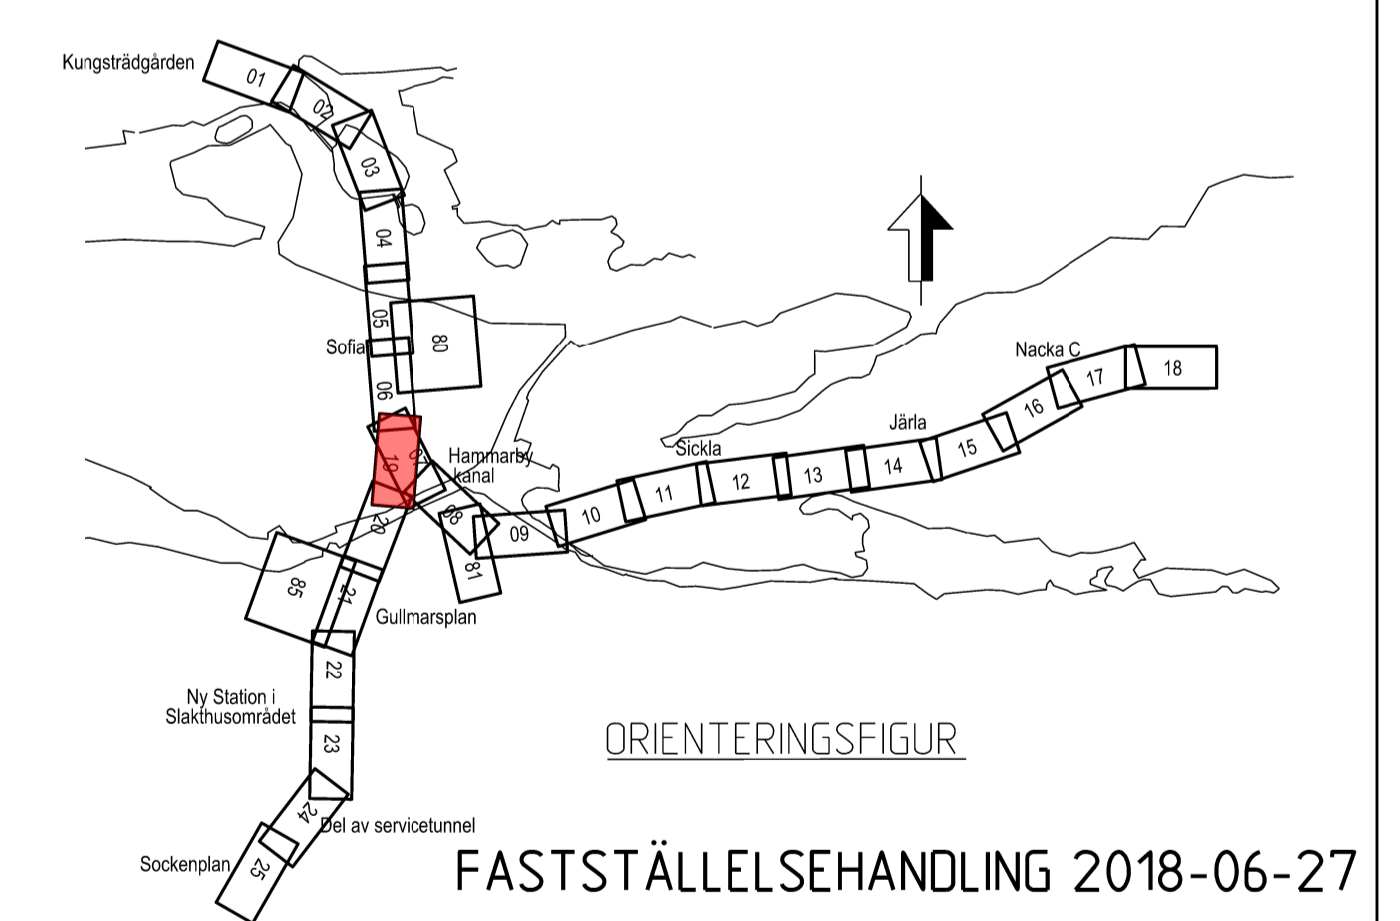 Kungsträdgården
01
02
03
04
05
80
Sofia
06
Hammarby
kanal
07
19
08
20
09
81
10
Sickla
11
12
13
Järla
14
15
16
Nacka C
17
18
85
21
Gullmarsplan
22
Ny Station i
Slakthusområdet
23
ORIENTERINGSFIGUR
24
Del av servicetunnel
Sockenplan
25
FASTSTÄLLELSEHANDLING 2018-06-27